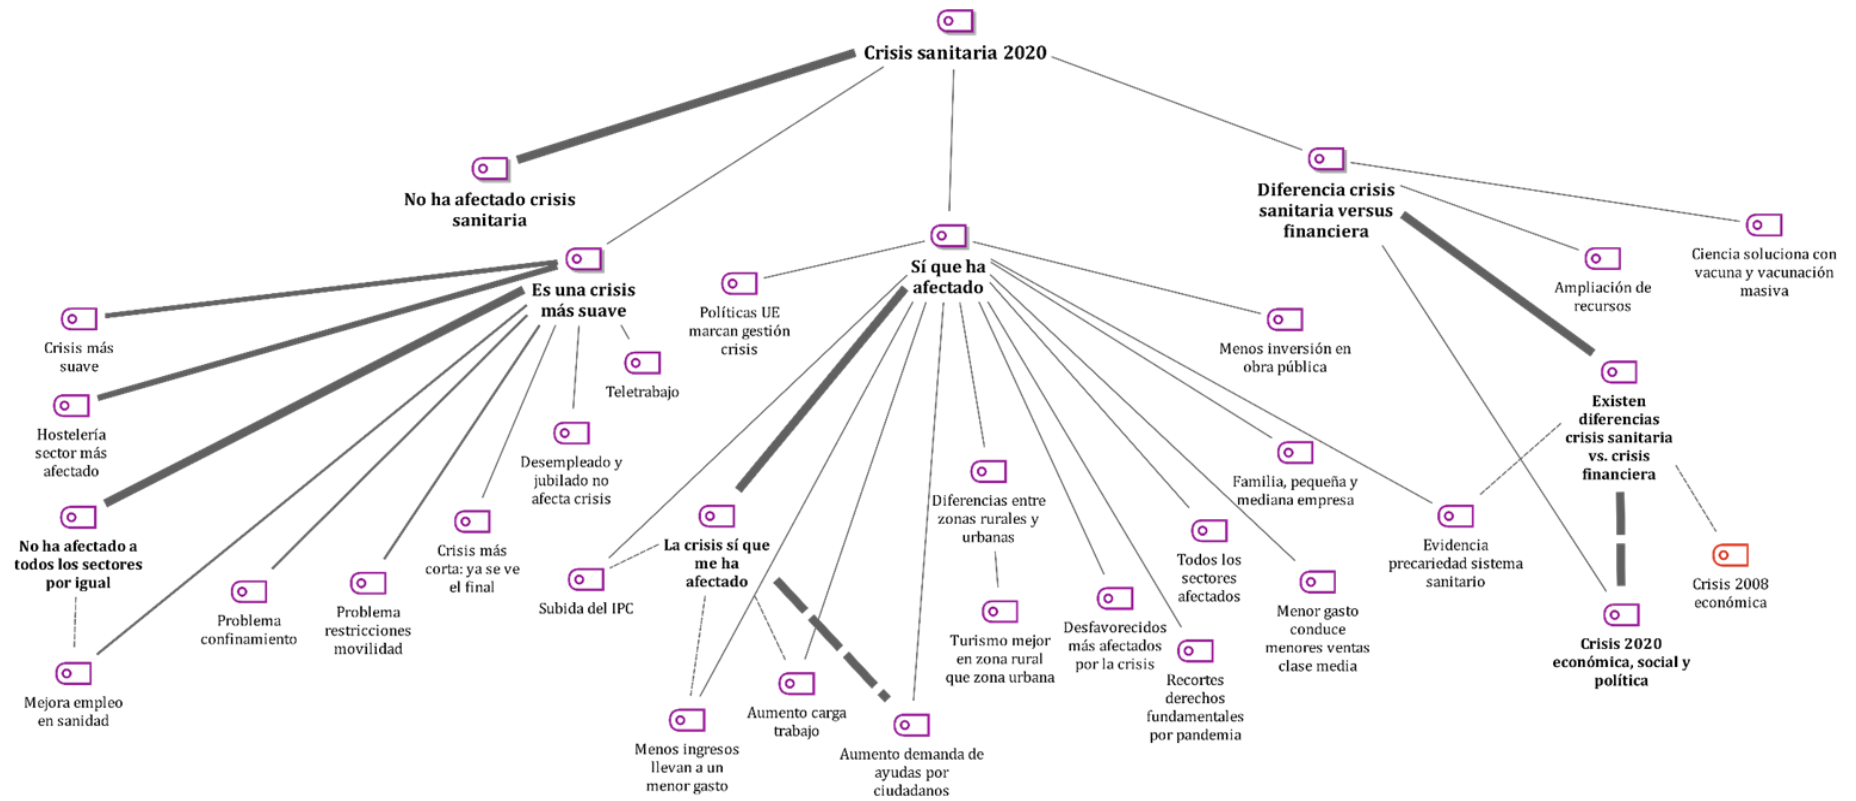 Crisis sanitaria 2020
No ha afectado crisis
sanitaria
Diferencia crisis
sanitaria versus
financiera
Es una crisis
más suave
Sí que ha
afectado
Ciencia soluciona con
vacuna y vacunación
masiva
Ampliación de
recursos
Políticas UE
marcan gestión
crisis
Menos inversión en
obra pública
Crisis más
suave
Teletrabajo
Hostelería
sector más
afectado
Existen
diferencias
crisis sanitaria
vs. crisis
financiera
Desempleado y
jubilado no
afecta crisis
Familia, pequeña y
mediana empresa
Diferencias entre
zonas rurales y
urbanas
No ha afectado a
todos los sectores
por igual
Crisis más
corta: ya se ve
el final
La crisis sí que
me ha
afectado
Evidencia
precariedad sistema
sanitario
Todos los
sectores
afectados
Crisis 2008
económica
Problema
confinamiento
Problema
restricciones
movilidad
Subida del IPC
Turismo mejor
en zona rural
que zona urbana
Desfavorecidos
más afectados
por la crisis
Menor gasto
conduce
menores ventas
clase media
Crisis 2020
económica, social y
política
Recortes
derechos
fundamentales
por pandemia
Mejora empleo
en sanidad
Aumento carga
trabajo
Menos ingresos
llevan a un
menor gasto
Aumento demanda de
ayudas por
ciudadanos